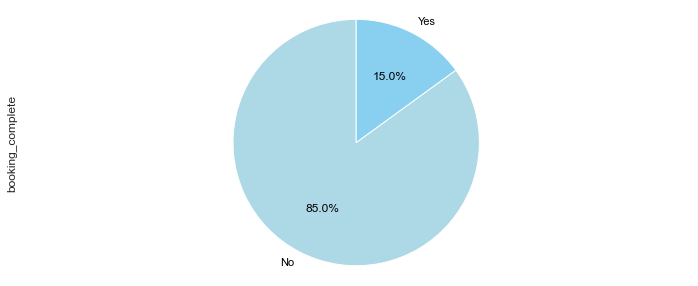 Yes
15.0%
booking_complete
85.0%
No